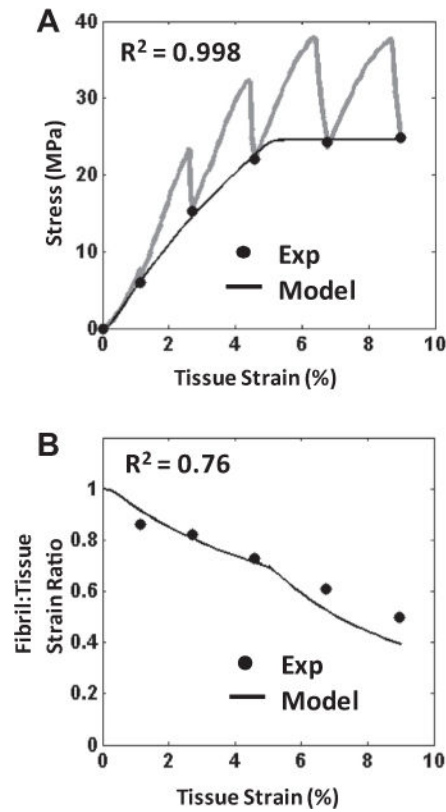 A
R² = 0.998
40
30
20
10
0
Stress (MPa)
Exp
Model
0 2 4 6 8 10
Tissue Strain (%)
B
R² = 0.76
1
0.8
0.6
0.4
0.2
0
Fibril:Tissue
Strain Ratio
Exp
Model
0 2 4 6 8 10
Tissue Strain (%)